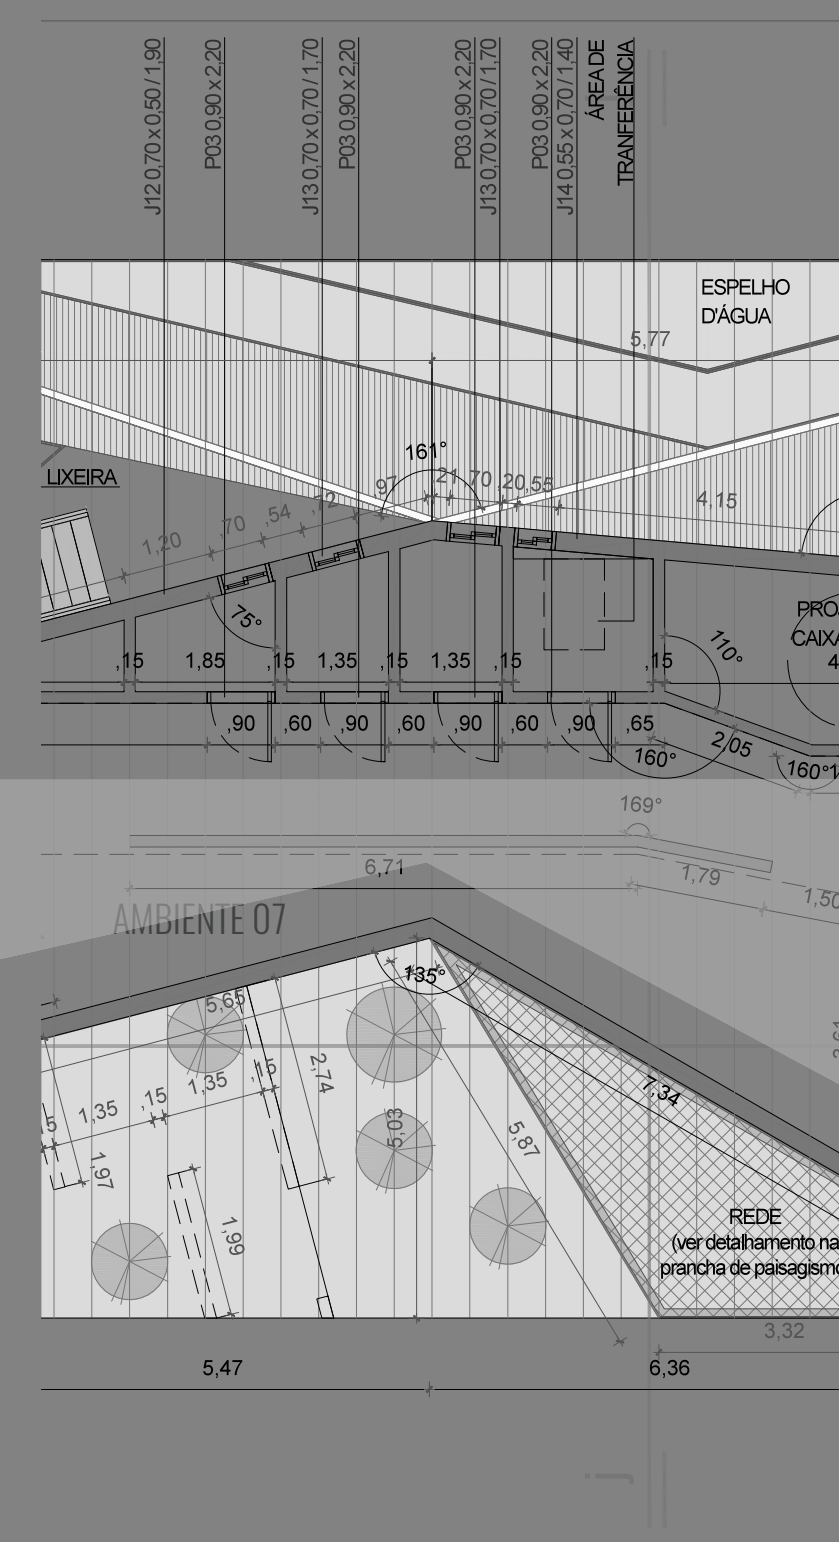 J12 0,70 x 0,50 / 1,90
P03 0,90 x 2,20
J13 0,70 x 0,70 / 1,70
P03 0,90 x 2,20
P03 0,90 x 2,20
J13 0,70 x 0,70 / 1,70
P03 0,90 x 2,20
J14 0,55 x 0,70 / 1,40
ÁREA DE
TRANFERÊNCIA
ESPELHO
D'ÁGUA
5,77
161°
LIXEIRA
1,20
,70
,54
,72
,97
,21
,70
,20
,55
4,15
75°
110°
PRO
CAIXA
4
,15
1,85
,15
1,35
,15
1,35
,15
,15
,90
,60
,90
,60
,90
,60
,90
,65
160°
2,05
160°
169°
6,71
1,79
1,50
AMBIENTE 07
135°
5,65
2,74
,15
1,35
,15
1,35
15
1,97
1,99
5,03
5,87
7,34
REDE
(ver detalhamento na
prancha de paisagismo
3,32
5,47
6,36
j